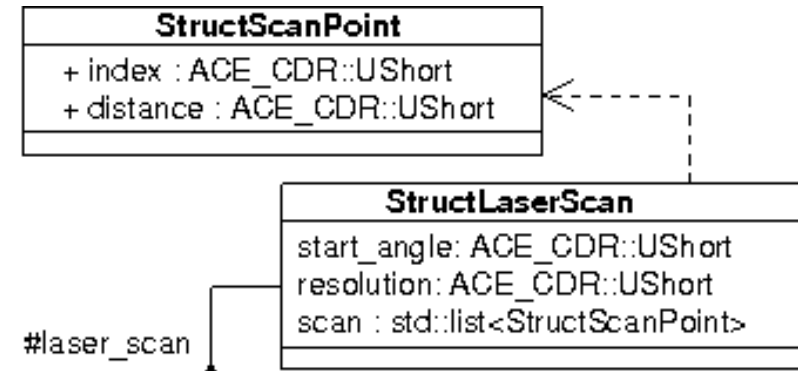 StructScanPoint
+ index : ACE_CDR::UShort
+ distance : ACE_CDR::UShort
StructLaserScan
start_angle: ACE_CDR::UShort
resolution: ACE_CDR::UShort
scan : std::list<StructScanPoint>
#laser_scan